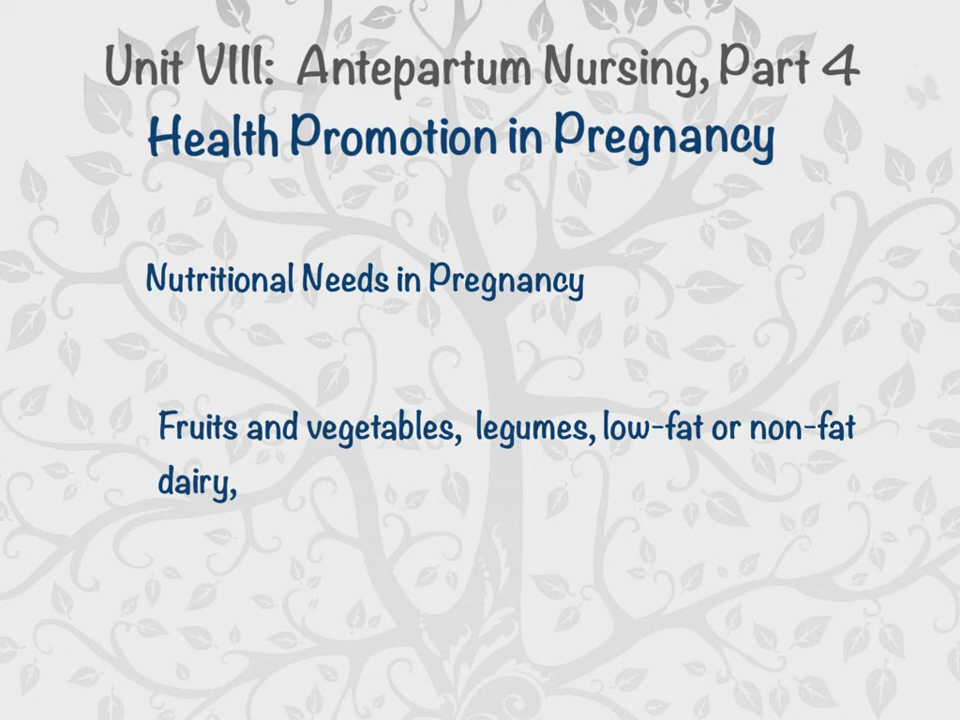 Unit VIII: Antepartum Nursing, Part 4
Health Promotion in Pregnancy
Nutritional Needs in Pregnancy
Fruits and vegetables, legumes, low-fat or non-fat
dairy,